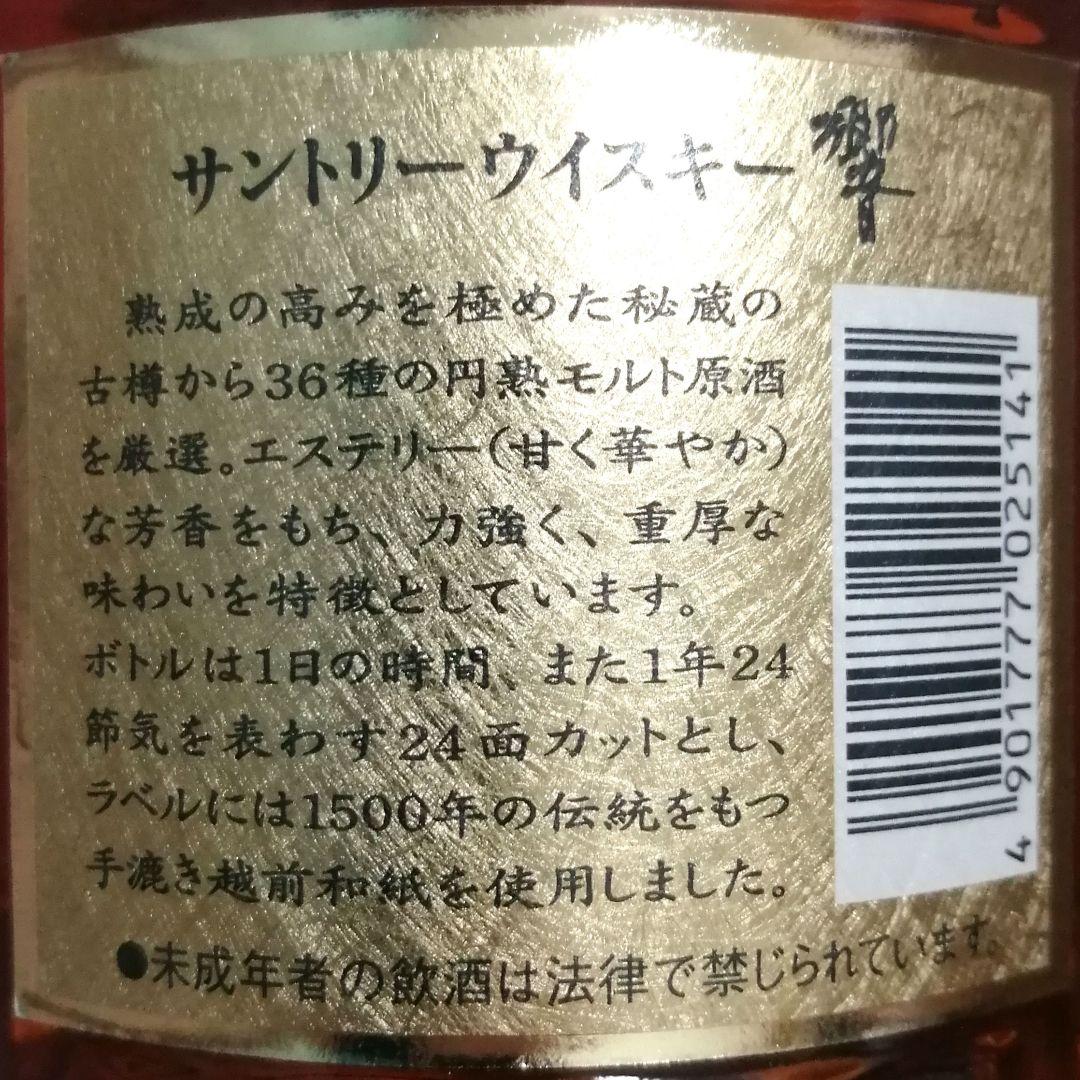 サントリーウイスキー響
熟成の高みを極めた秘蔵の
古樽から36種の円熟モルト原酒
を厳選。エステリー(甘く華やか)
な芳香をもち、力強く、重厚な
味わいを特徴としています。
ボトルは1日の時間、また1年24
節気を表わす24面カットとし、
ラベルには1500年の伝統をもつ
手漉き越前和紙を使用しました。
●未成年者の飲酒は法律で禁じられています。
4901777025141